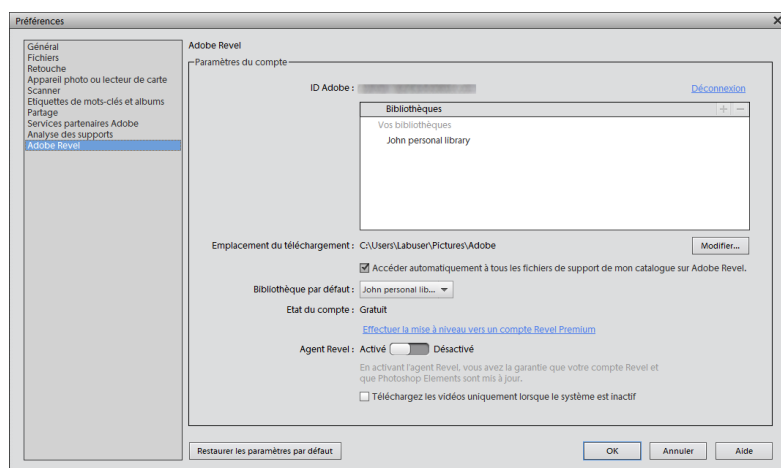 Préférences
Général
Fichiers
Retouche
Appareil photo ou lecteur de carte
Scanner
Etiquettes de mots-clés et albums
Partage
Services partenaires Adobe
Analyse des supports
Adobe Revel
Adobe Revel
Paramètres du compte
ID Adobe : Déconnexion
Bibliothèques
Vos bibliothèques
John personal library
Emplacement du téléchargement : C:\Users\Labuser\Pictures\Adobe Modifier...
Accéder automatiquement à tous les fichiers de support de mon catalogue sur Adobe Revel.
Bibliothèque par défaut : John personal lib...
Etat du compte : Gratuit
Effectuer la mise à niveau vers un compte Revel Premium
Agent Revel : Activé Désactivé
En activant l'agent Revel, vous avez la garantie que votre compte Revel et
que Photoshop Elements sont mis à jour.
Téléchargez les vidéos uniquement lorsque le système est inactif
Restaurer les paramètres par défaut OK Annuler Aide